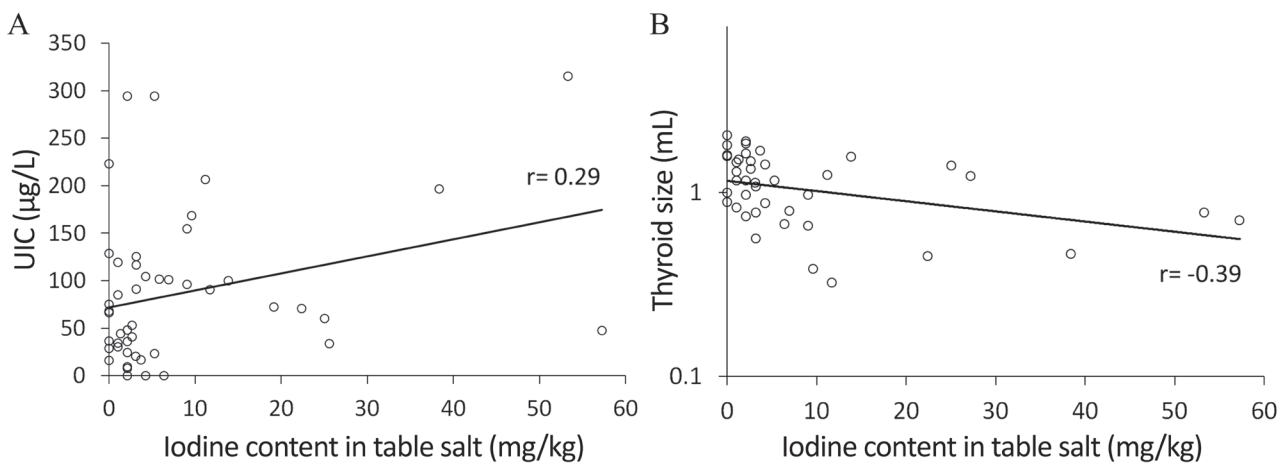 A
350
300
250
200
150
100
50
0
UIC (µg/L)
r= 0.29
0 10 20 30 40 50 60
Iodine content in table salt (mg/kg)
B
1
0.1
Thyroid size (mL)
r= -0.39
0 10 20 30 40 50 60
Iodine content in table salt (mg/kg)